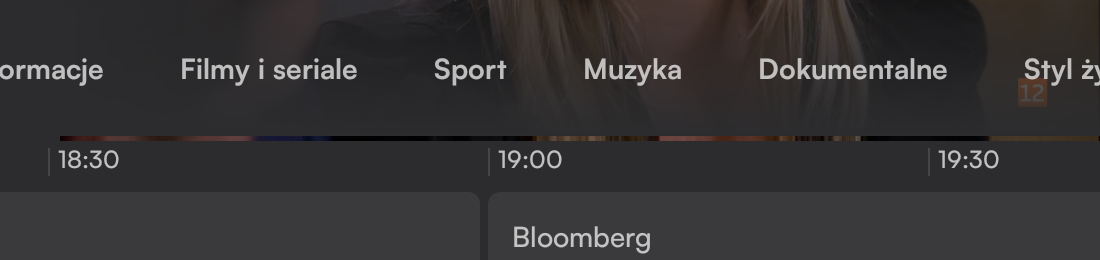 ormacje Filmy i seriale Sport Muzyka Dokumentalne Styl ży
12
18:30 19:00 19:30
Bloomberg